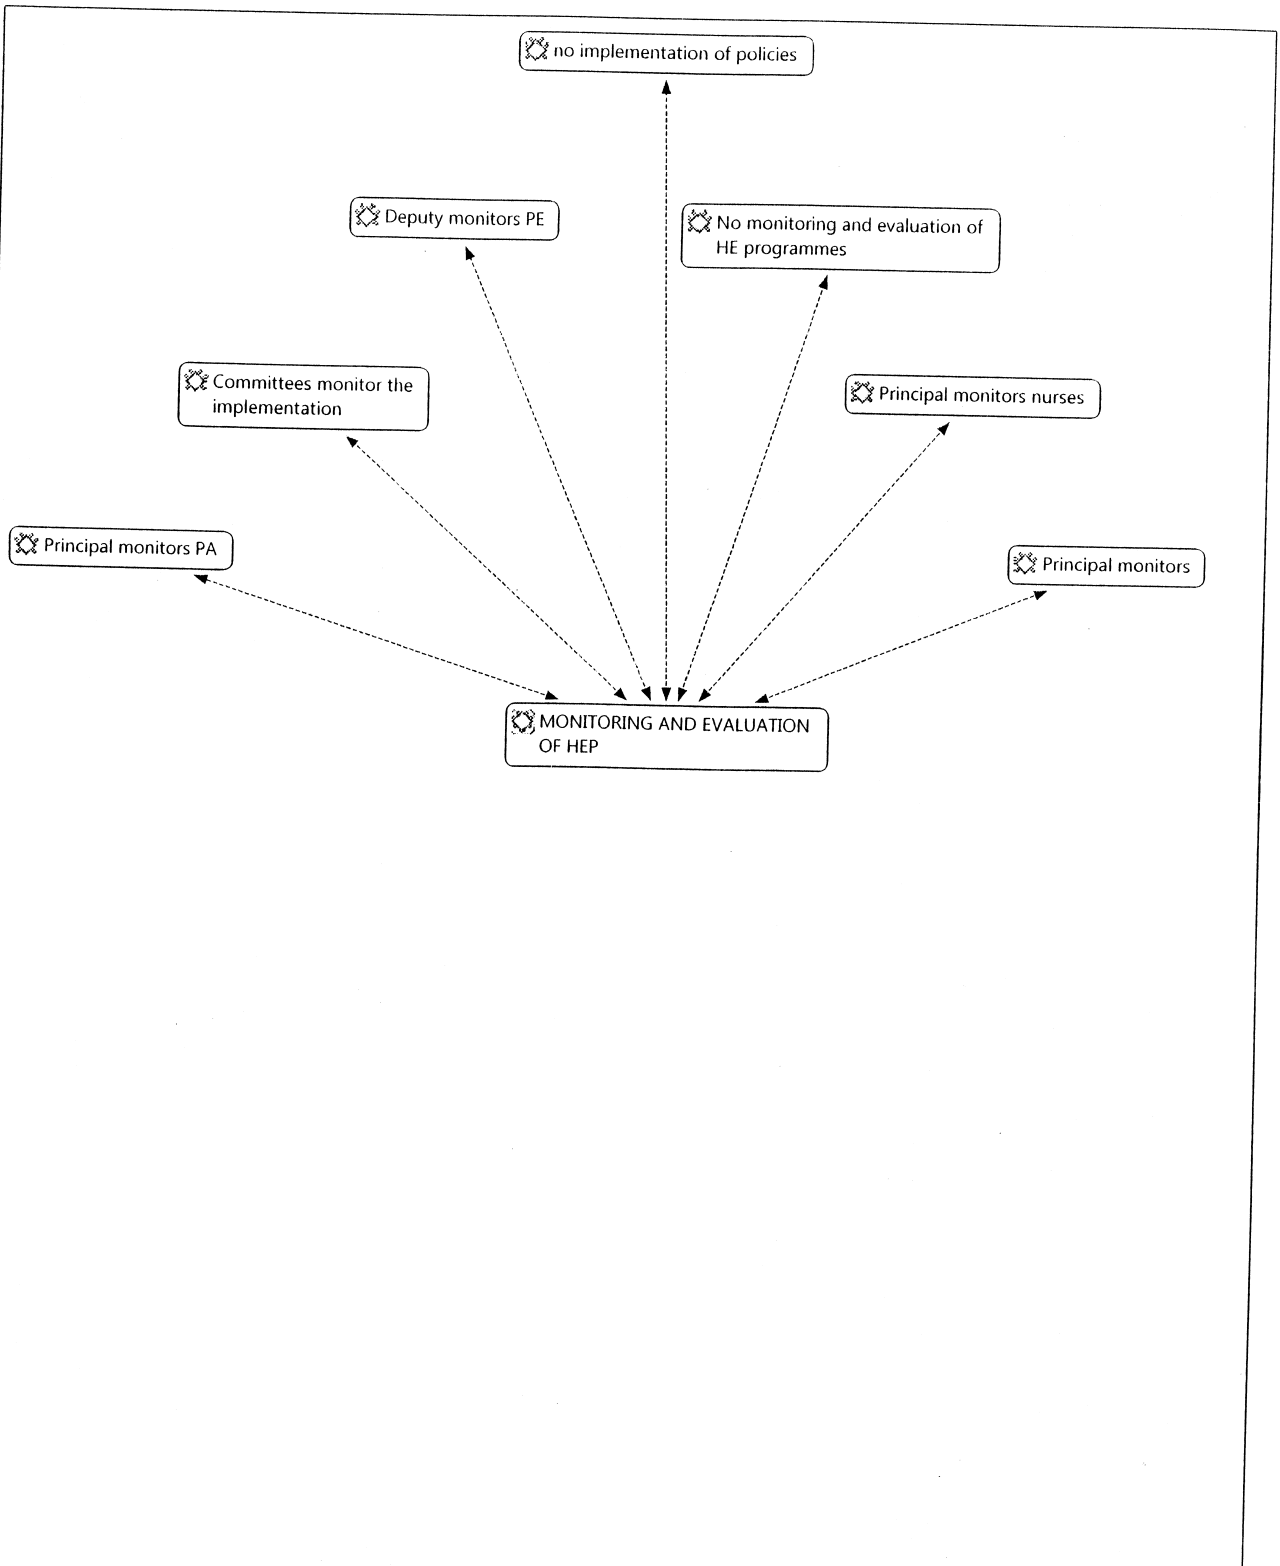 no implementation of policies
Deputy monitors PE
No monitoring and evaluation of
HE programmes
Committees monitor the
implementation
Principal monitors nurses
Principal monitors PA
Principal monitors
MONITORING AND EVALUATION
OF HEP